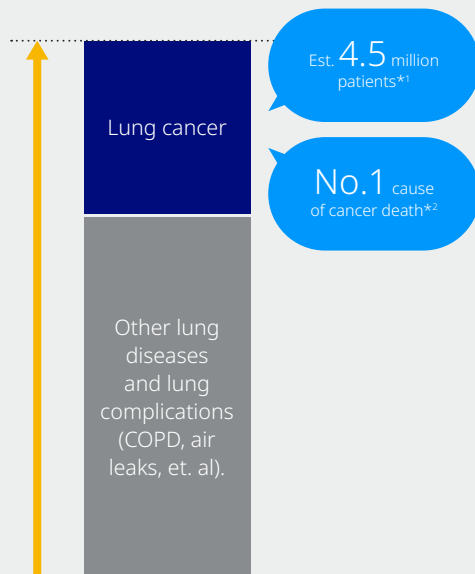 Est. 4.5 million
patients*1
Lung cancer
No.1 cause
of cancer death*2
Other lung
diseases
and lung
complications
(COPD, air
leaks, et. al).